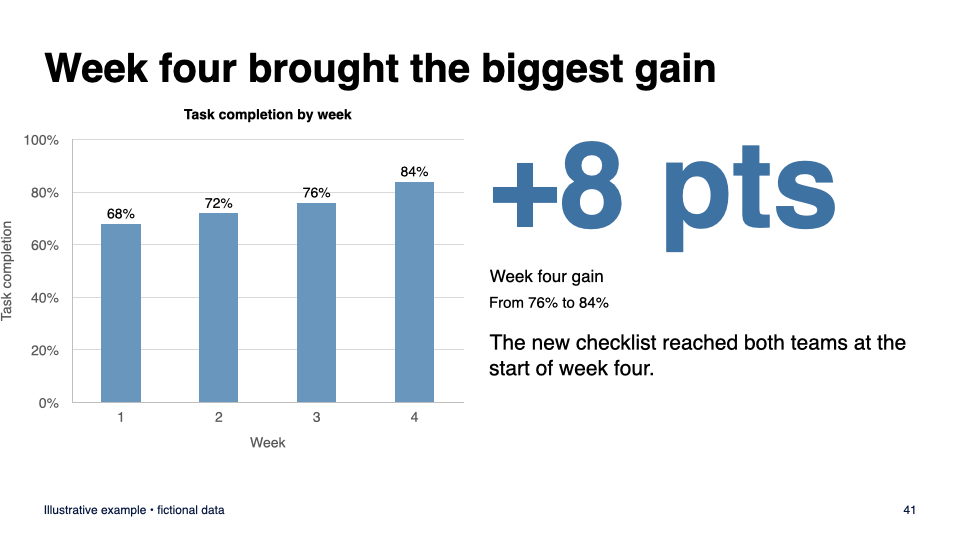 Week four brought the biggest gain
Task completion by week
100%
80%
60%
40%
20%
0%
Task completion
68%
72%
76%
84%
1
2
3
4
Week
+8 pts
Week four gain
From 76% to 84%
The new checklist reached both teams at the
start of week four.
Illustrative example • fictional data
41